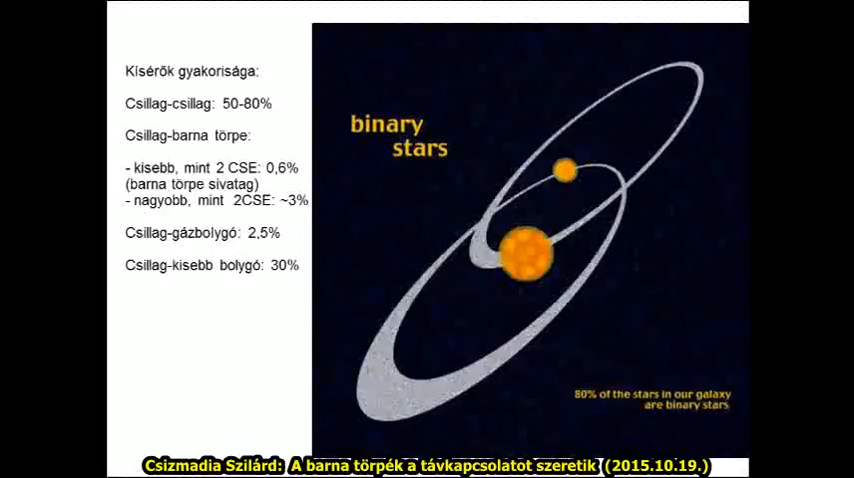 Kísérők gyakorisága:
Csillag-csillag: 50-80%
Csillag-barna törpe:
- kisebb, mint 2 CSE: 0,6%
(barna törpe sivatag)
- nagyobb, mint 2CSE: ~3%
Csillag-gázbolygó: 2,5%
Csillag-kisebb bolygó: 30%
binary
stars
80% of the stars in our galaxy
are binary stars
Csizmadia Szilárd: A barna törpék a távkapcsolatot szeretik (2015.10.19.)